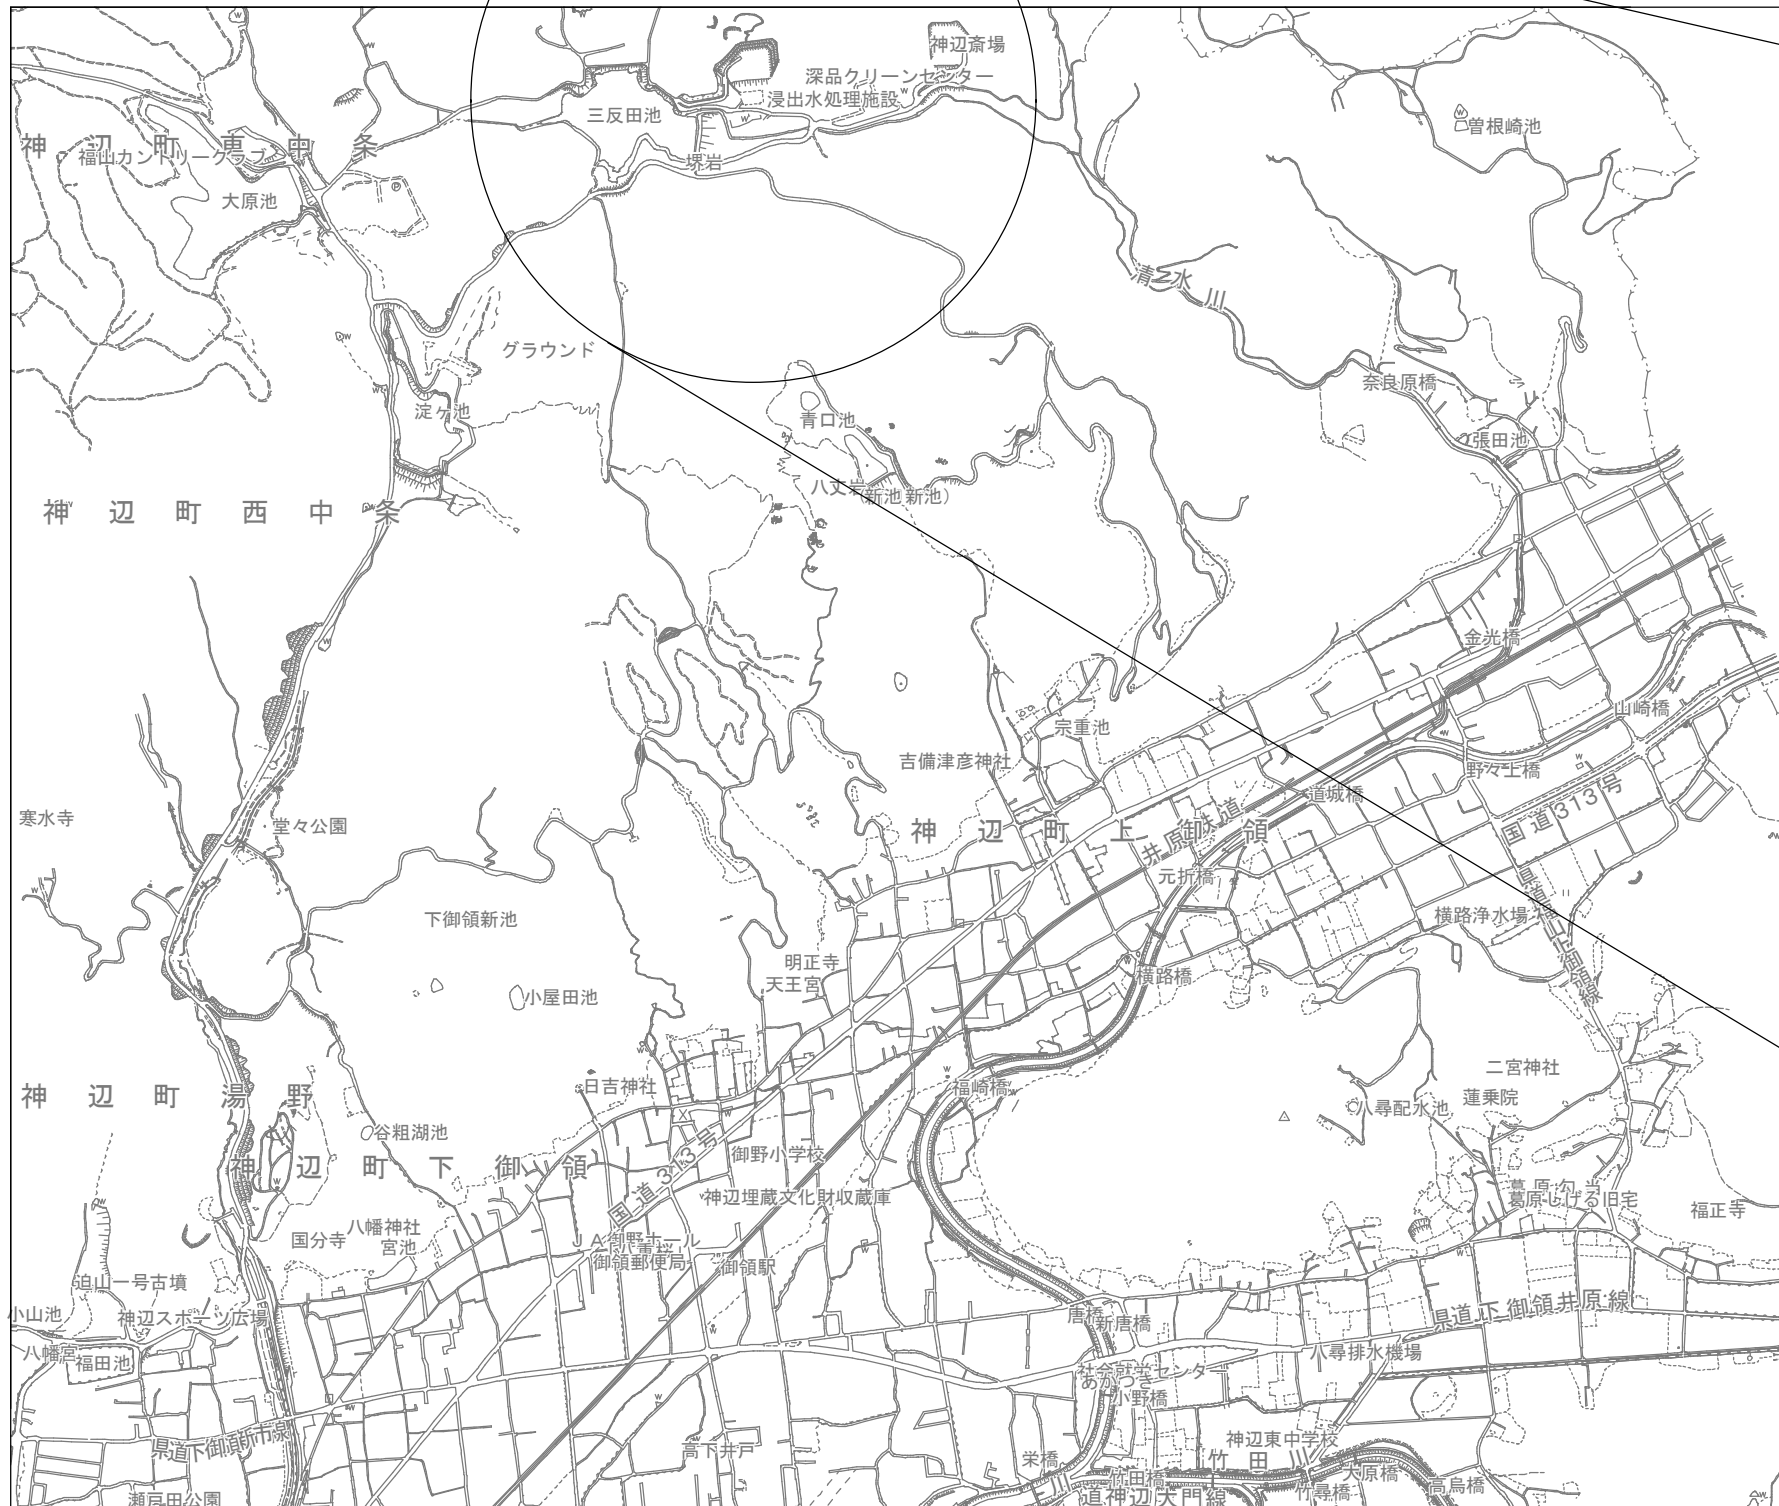 神辺斎場
深品クリーンセンター
浸出水処理施設
三反田池
曽根崎池
神辺町東中条
福山カントリークラブ
堺岩
大原池
清水川
グラウンド
奈良原橋
淀ヶ池
青口池
張田池
八丈岩
(新池)
新池)
神辺町西中条
金光橋
山崎橋
宗重池
吉備津彦神社
野々上橋
道城橋
国道313号
寒水寺
堂々公園
神辺町上御領
井原鉄道
元折橋
下御領新池
横路浄水場
明正寺
横路橋
天王宮
小屋田池
二宮神社
日吉神社
福崎橋
神辺町湯野
八尋配水池
蓮乗院
谷粗湖池
御野小学校
神辺町下御領
国道313号
神辺埋蔵文化財収蔵庫
葛原しげる旧宅
福正寺
八幡神社
国分寺
宮池
JA御野ホール
御領郵便局
御領駅
迫山一号古墳
小山池
神辺スポーツ広場
唐橋
新唐橋
県道下御領井原線
八幡宮
福田池
八尋排水機場
社会就労センター
あかつき
小野橋
県道下御領新市線
高下井戸
神辺東中学校
栄橋
竹田川
竹田橋
大原橋
高鳥橋
竹尋橋
道神辺大門線
瀬戸田公園